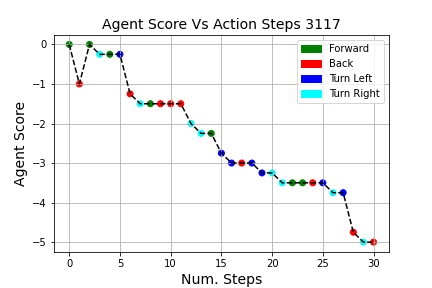 Agent Score Vs Action Steps 3117
Agent Score
0
−1
−2
−3
−4
−5
Forward
Back
Turn Left
Turn Right
0 5 10 15 20 25 30
Num. Steps